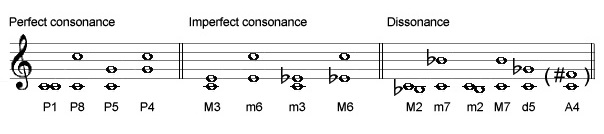 Perfect consonance Imperfect consonance Dissonance
P1 P8 P5 P4 M3 m6 m3 M6 M2 m7 m2 M7 d5 A4